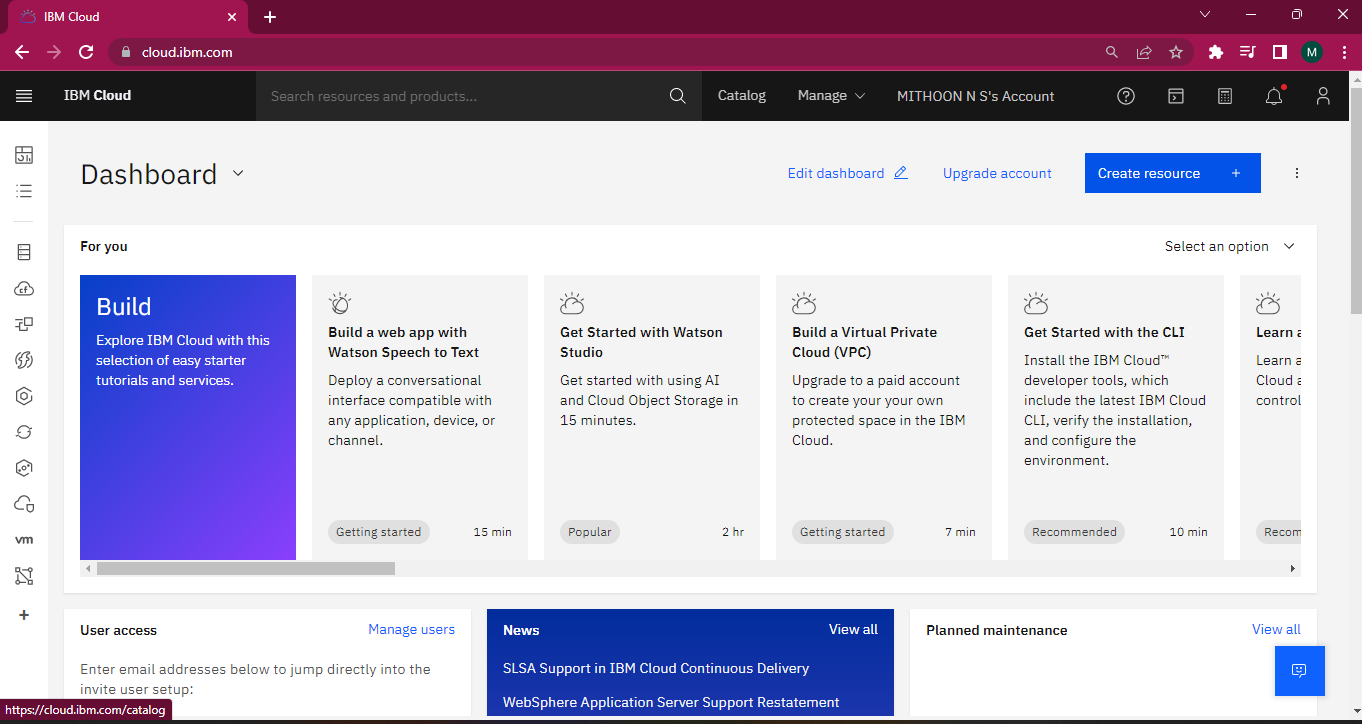 IBM Cloud
cloud.ibm.com
M
IBM Cloud
Search resources and products...
Catalog
Manage
MITHOON N S's Account
Dashboard
Edit dashboard
Upgrade account
Create resource +
For you
Select an option
Build
Explore IBM Cloud with this
selection of easy starter
tutorials and services.
Build a web app with
Watson Speech to Text
Deploy a conversational
interface compatible with
any application, device, or
channel.
Getting started
15 min
Get Started with Watson
Studio
Get started with using AI
and Cloud Object Storage in
15 minutes.
Popular
2 hr
Build a Virtual Private
Cloud (VPC)
Upgrade to a paid account
to create your your own
protected space in the IBM
Cloud.
Getting started
7 min
Get Started with the CLI
Install the IBM Cloud™
developer tools, which
include the latest IBM Cloud
CLI, verify the installation,
and configure the
environment.
Recommended
10 min
Learn a
Learn a
Cloud a
control
Recom
cf
vm
User access
Manage users
Enter email addresses below to jump directly into the
invite user setup:
News
View all
SLSA Support in IBM Cloud Continuous Delivery
WebSphere Application Server Support Restatement
Planned maintenance
View all
https://cloud.ibm.com/catalog